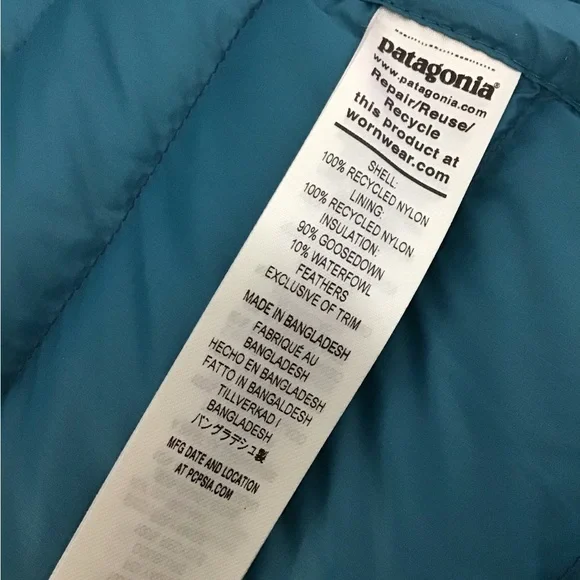 patagonia®
www.patagonia.com
Repair/Reuse/
Recycle
this product at
wornwear.com
SHELL:
100% RECYCLED NYLON
LINING:
100% RECYCLED NYLON
INSULATION:
90% GOOSEDOWN
10% WATERFOWL
FEATHERS
EXCLUSIVE OF TRIM
MADE IN BANGLADESH
FABRIQUÉ AU
BANGLADESH
HECHO EN BANGLADESH
FATTO IN BANGALDESH
TILLVERKAD I
BANGLADESH
バングラデシュ製
MFG DATE AND LOCATION
AT PCPSIA.COM